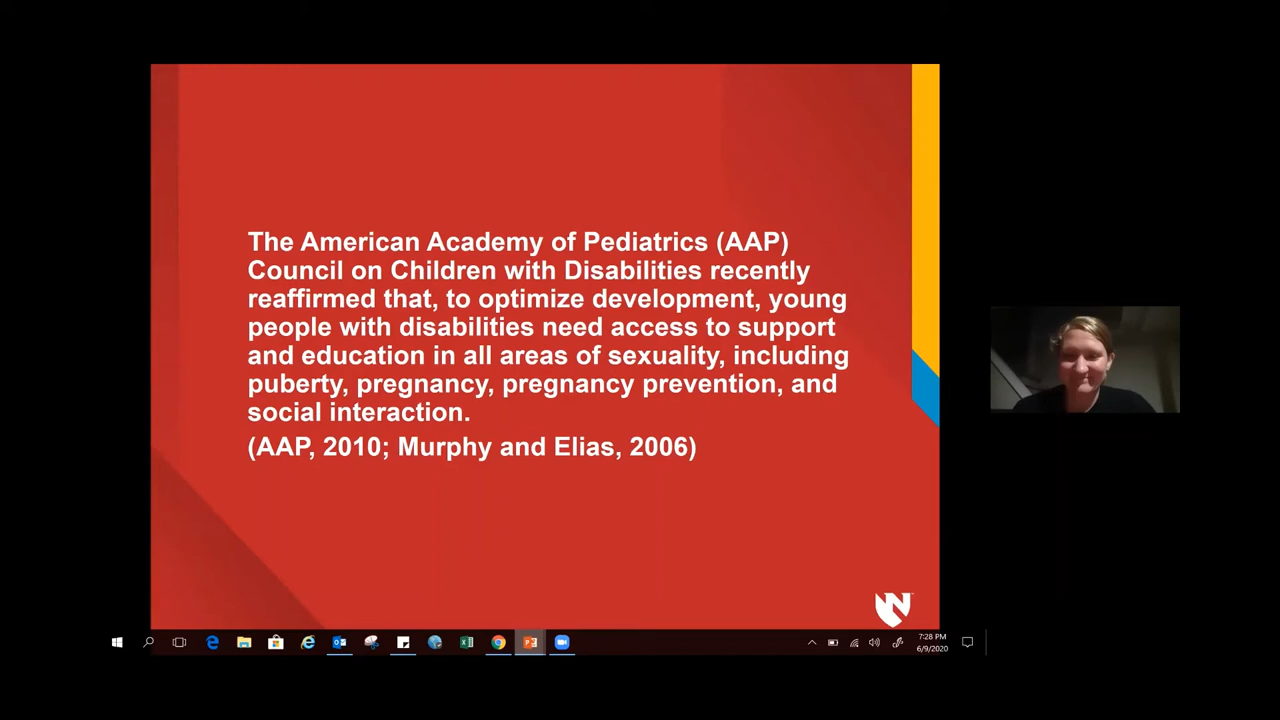 The American Academy of Pediatrics (AAP)
Council on Children with Disabilities recently
reaffirmed that, to optimize development, young
people with disabilities need access to support
and education in all areas of sexuality, including
puberty, pregnancy, pregnancy prevention, and
social interaction.
(AAP, 2010; Murphy and Elias, 2006)
7:28 PM
6/9/2020